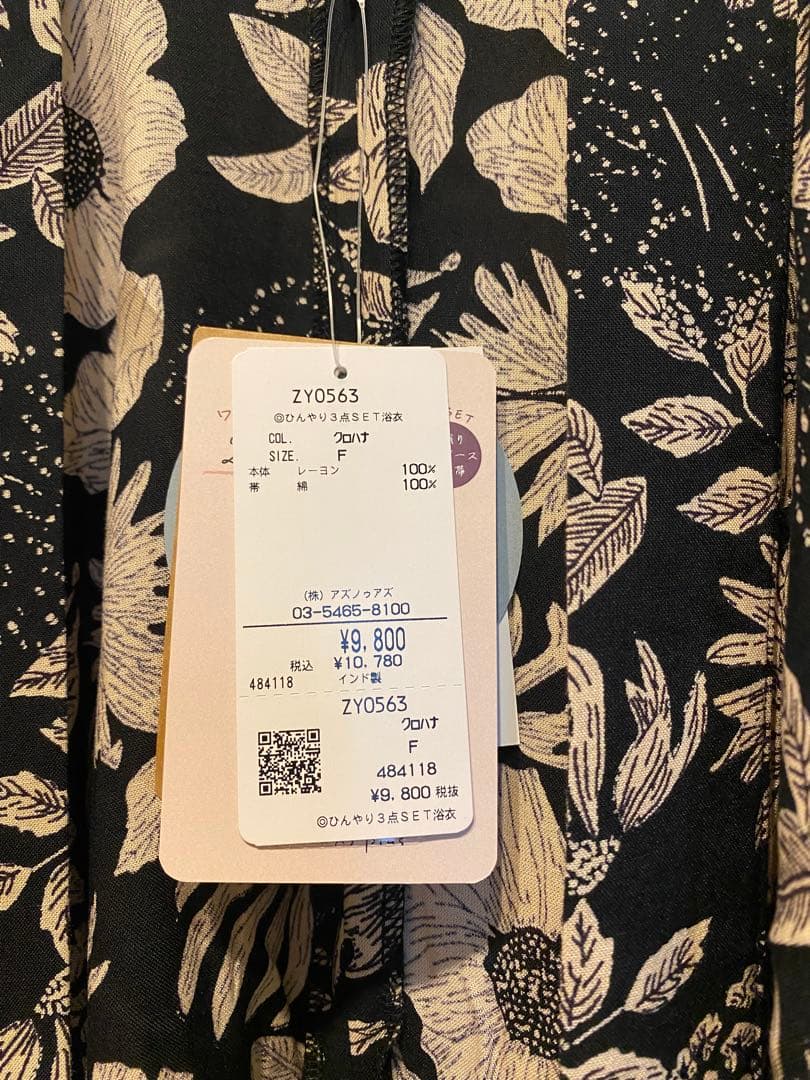 ZY0563
◎ひんやり3点SET浴衣
COL. クロハナ
SIZE. F
本体 レーヨン 100%
帯 綿 100%
(株) アズノゥアズ
03-5465-8100
¥9,800
税込 ¥10,780
484118 インド製
ZY0563
クロハナ
F
484118
¥9,800 税抜
◎ひんやり3点SET浴衣
ワ
SET
帯